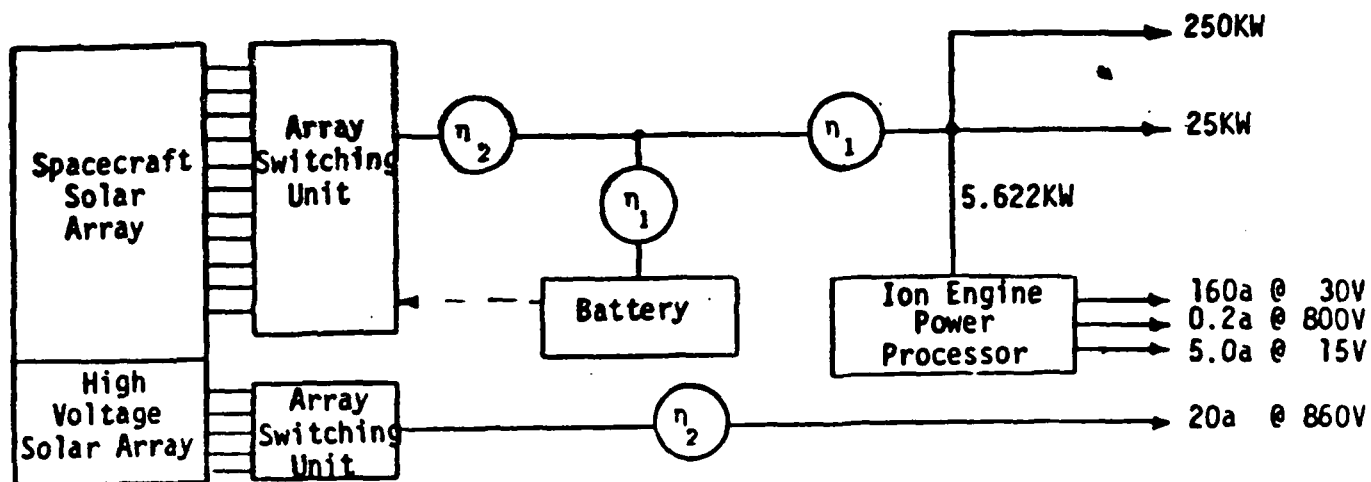 Spacecraft
Solar
Array
High
Voltage
Solar Array
Array
Switching
Unit
Array
Switching
Unit
η2
η1
Battery
η1
η2
250KW
25KW
5.622KW
Ion Engine
Power
Processor
160a @ 30V
0.2a @ 800V
5.0a @ 15V
20a @ 860V